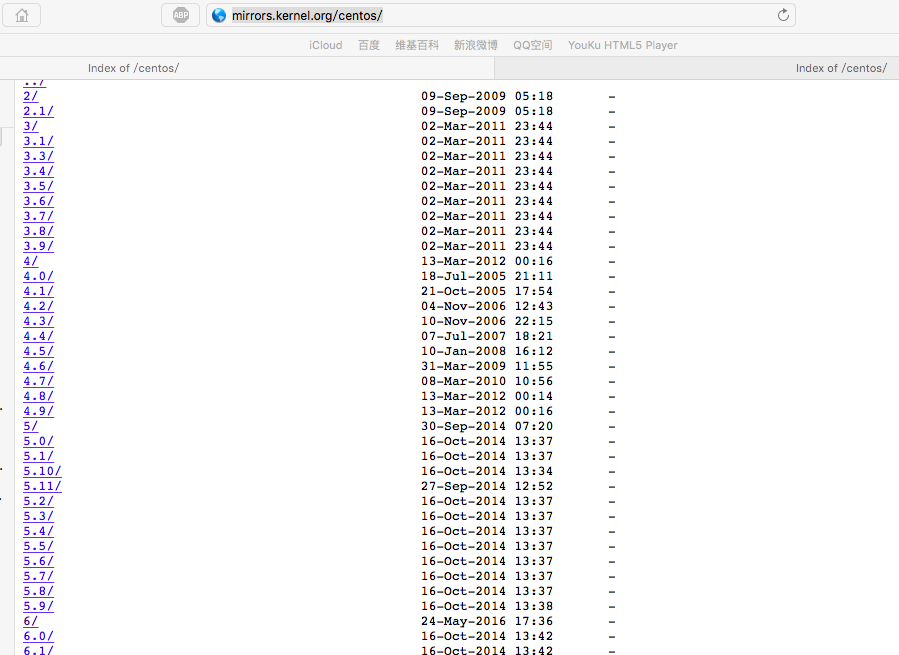 ABP mirrors.kernel.org/centos/
iCloud 百度 维基百科 新浪微博 QQ空间 YouKu HTML5 Player
Index of /centos/ Index of /centos/
../
2/ 09-Sep-2009 05:18 -
2.1/ 09-Sep-2009 05:18 -
3/ 02-Mar-2011 23:44 -
3.1/ 02-Mar-2011 23:44 -
3.3/ 02-Mar-2011 23:44 -
3.4/ 02-Mar-2011 23:44 -
3.5/ 02-Mar-2011 23:44 -
3.6/ 02-Mar-2011 23:44 -
3.7/ 02-Mar-2011 23:44 -
3.8/ 02-Mar-2011 23:44 -
3.9/ 02-Mar-2011 23:44 -
4/ 13-Mar-2012 00:16 -
4.0/ 18-Jul-2005 21:11 -
4.1/ 21-Oct-2005 17:54 -
4.2/ 04-Nov-2006 12:43 -
4.3/ 10-Nov-2006 22:15 -
4.4/ 07-Jul-2007 18:21 -
4.5/ 10-Jan-2008 16:12 -
4.6/ 31-Mar-2009 11:55 -
4.7/ 08-Mar-2010 10:56 -
4.8/ 13-Mar-2012 00:14 -
4.9/ 13-Mar-2012 00:16 -
5/ 30-Sep-2014 07:20 -
5.0/ 16-Oct-2014 13:37 -
5.1/ 16-Oct-2014 13:37 -
5.10/ 16-Oct-2014 13:34 -
5.11/ 27-Sep-2014 12:52 -
5.2/ 16-Oct-2014 13:37 -
5.3/ 16-Oct-2014 13:37 -
5.4/ 16-Oct-2014 13:37 -
5.5/ 16-Oct-2014 13:37 -
5.6/ 16-Oct-2014 13:37 -
5.7/ 16-Oct-2014 13:37 -
5.8/ 16-Oct-2014 13:37 -
5.9/ 16-Oct-2014 13:38 -
6/ 24-May-2016 17:36 -
6.0/ 16-Oct-2014 13:42 -
6.1/ 16-Oct-2014 13:42 -